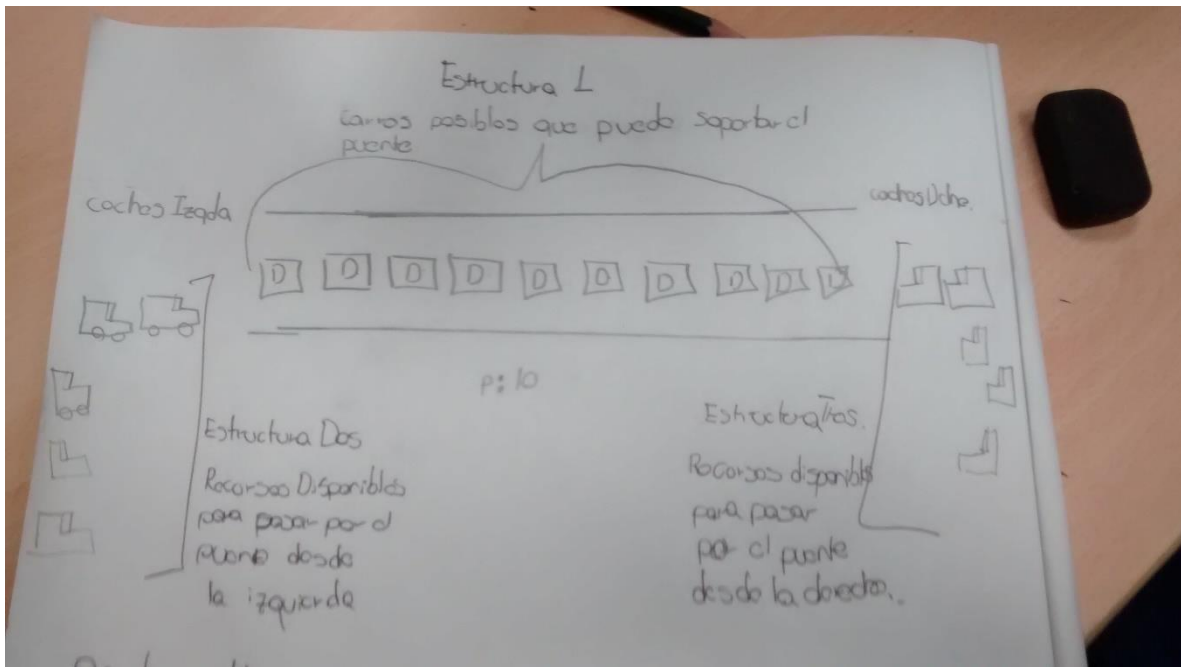 Estructura 1
carros posibles que puede soportar el
puente
coches Izqda
coches Dcha.
D D D D D D D D D D
p: 10
Estructura Dos
Recursos Disponibles
para pasar por el
puente desde
la izquierda
Estructura Tres.
Recursos disponibles
para pasar
por el puente
desde la derecha.